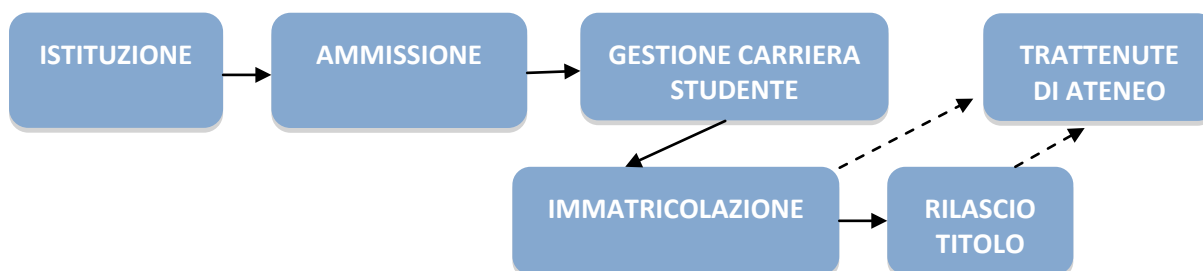 ISTITUZIONE
AMMISSIONE
GESTIONE CARRIERA
STUDENTE
TRATTENUTE
DI ATENEO
IMMATRICOLAZIONE
RILASCIO
TITOLO